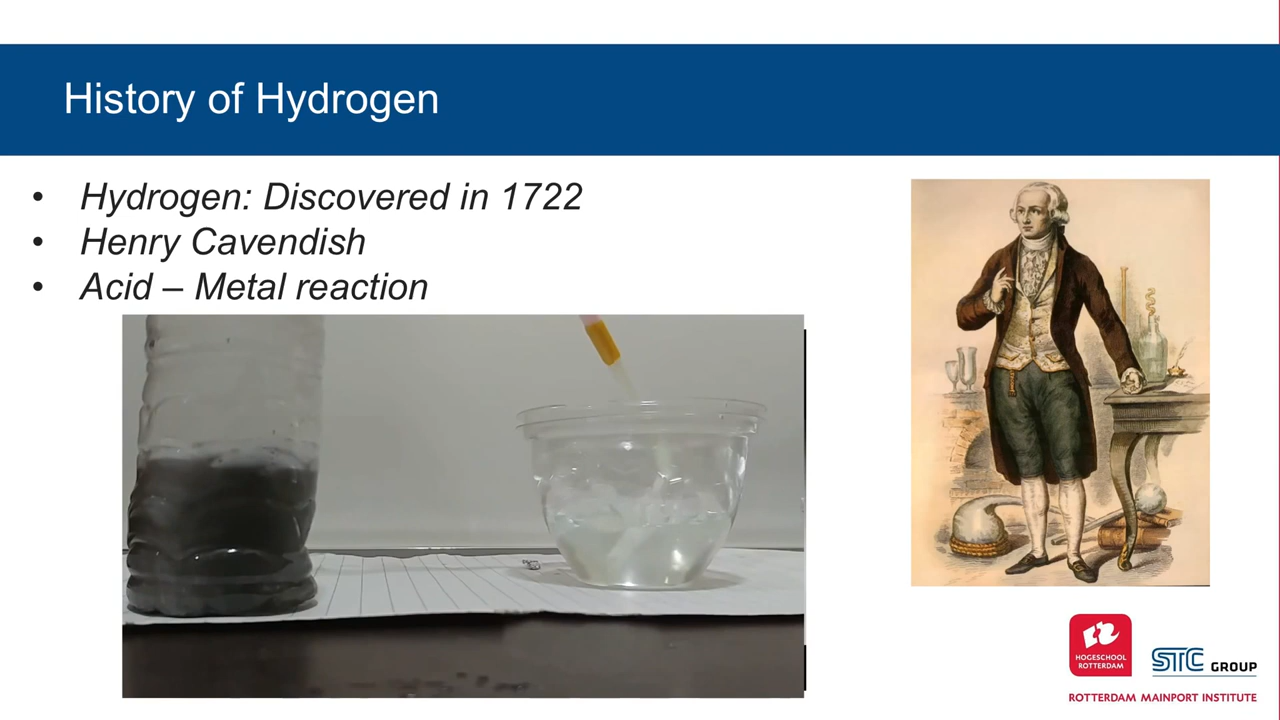 History of Hydrogen
• Hydrogen: Discovered in 1722
• Henry Cavendish
• Acid – Metal reaction
HOGESCHOOL
ROTTERDAM
STC GROUP
ROTTERDAM MAINPORT INSTITUTE